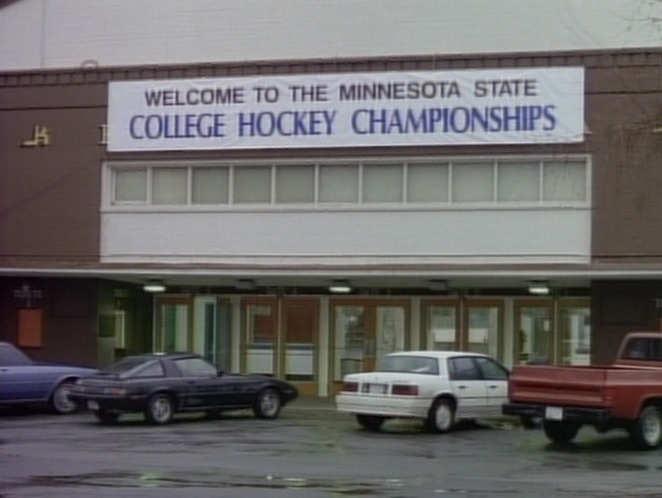 WELCOME TO THE MINNESOTA STATE
COLLEGE HOCKEY CHAMPIONSHIPS